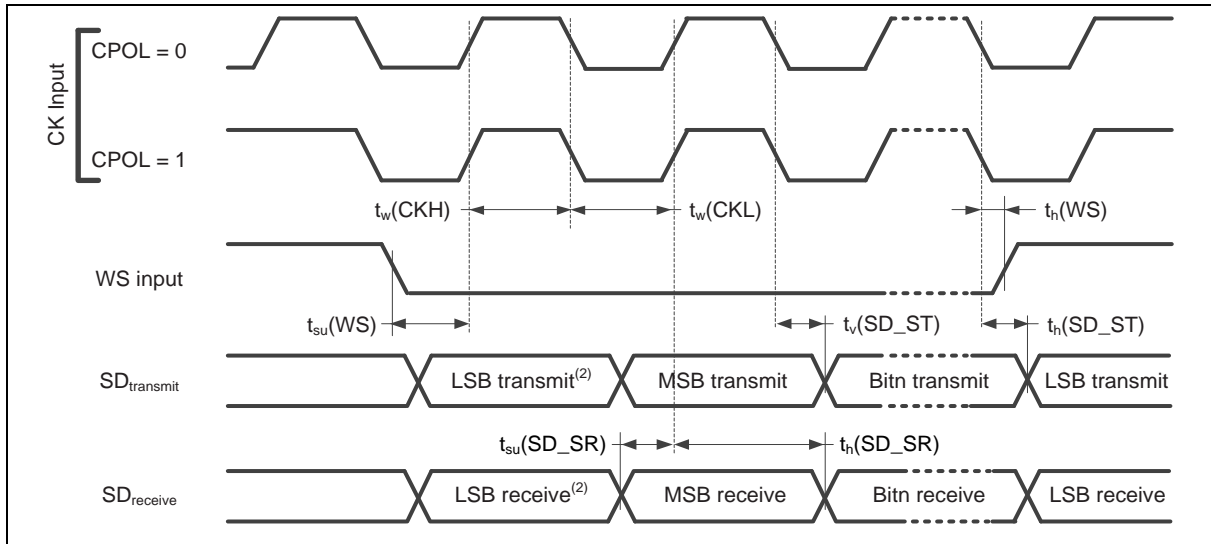 CK Input
CPOL = 0
CPOL = 1
tw(CKH)
tw(CKL)
th(WS)
WS input
tsu(WS)
tv(SD_ST)
th(SD_ST)
SDtransmit
LSB transmit(2)
MSB transmit
Bitn transmit
LSB transmit
tsu(SD_SR)
th(SD_SR)
SDreceive
LSB receive(2)
MSB receive
Bitn receive
LSB receive